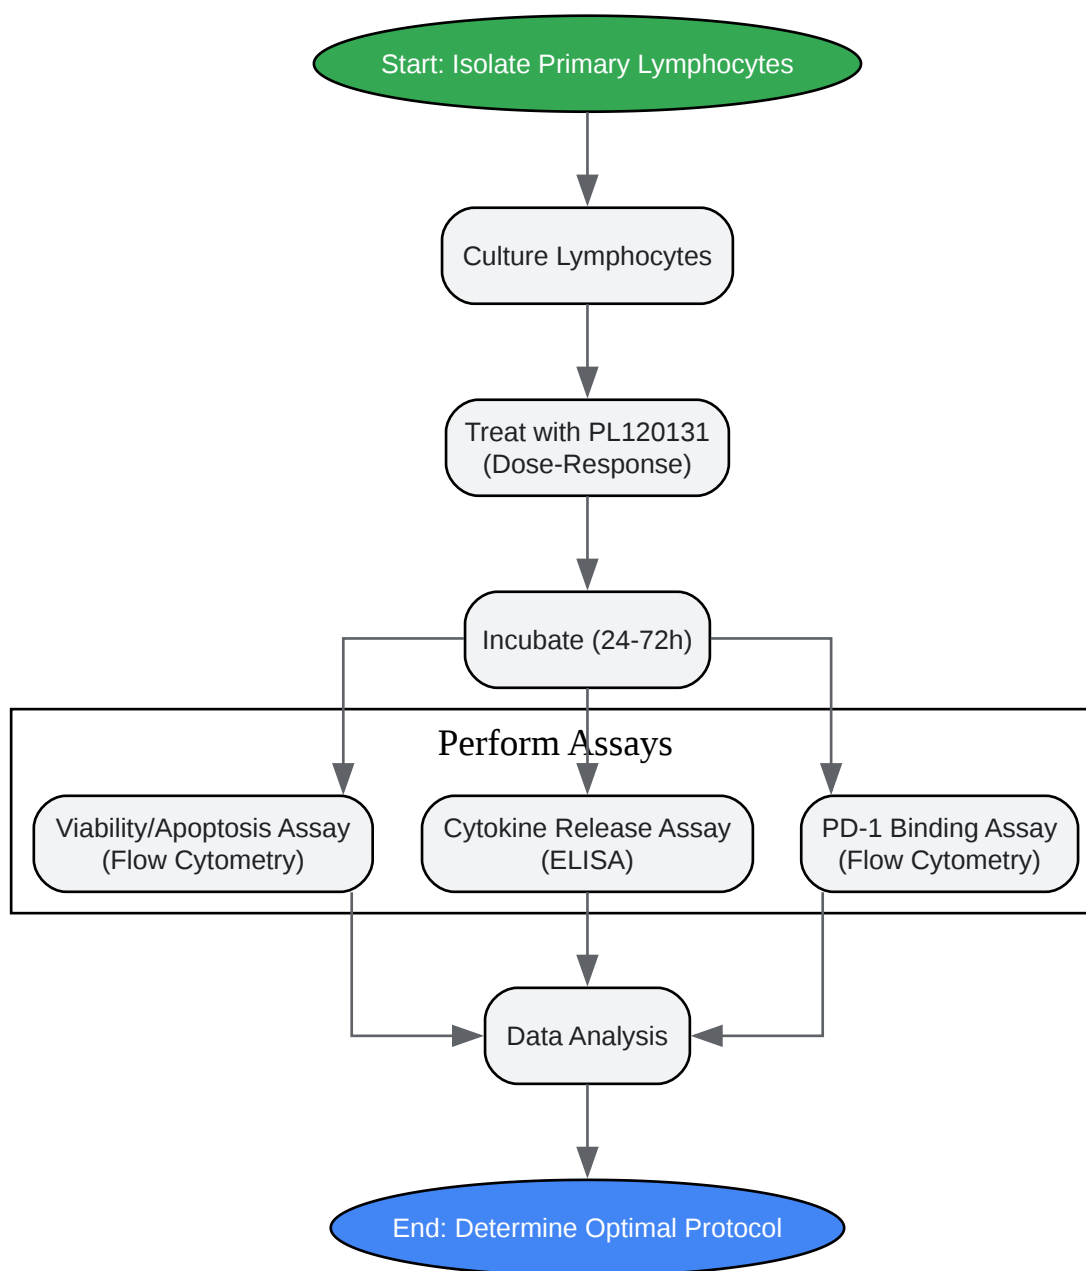 Start: Isolate Primary Lymphocytes
Culture Lymphocytes
Treat with PL120131
(Dose-Response)
Incubate (24-72h)
Perform Assays
Viability/Apoptosis Assay
(Flow Cytometry)
Cytokine Release Assay
(ELISA)
PD-1 Binding Assay
(Flow Cytometry)
Data Analysis
End: Determine Optimal Protocol